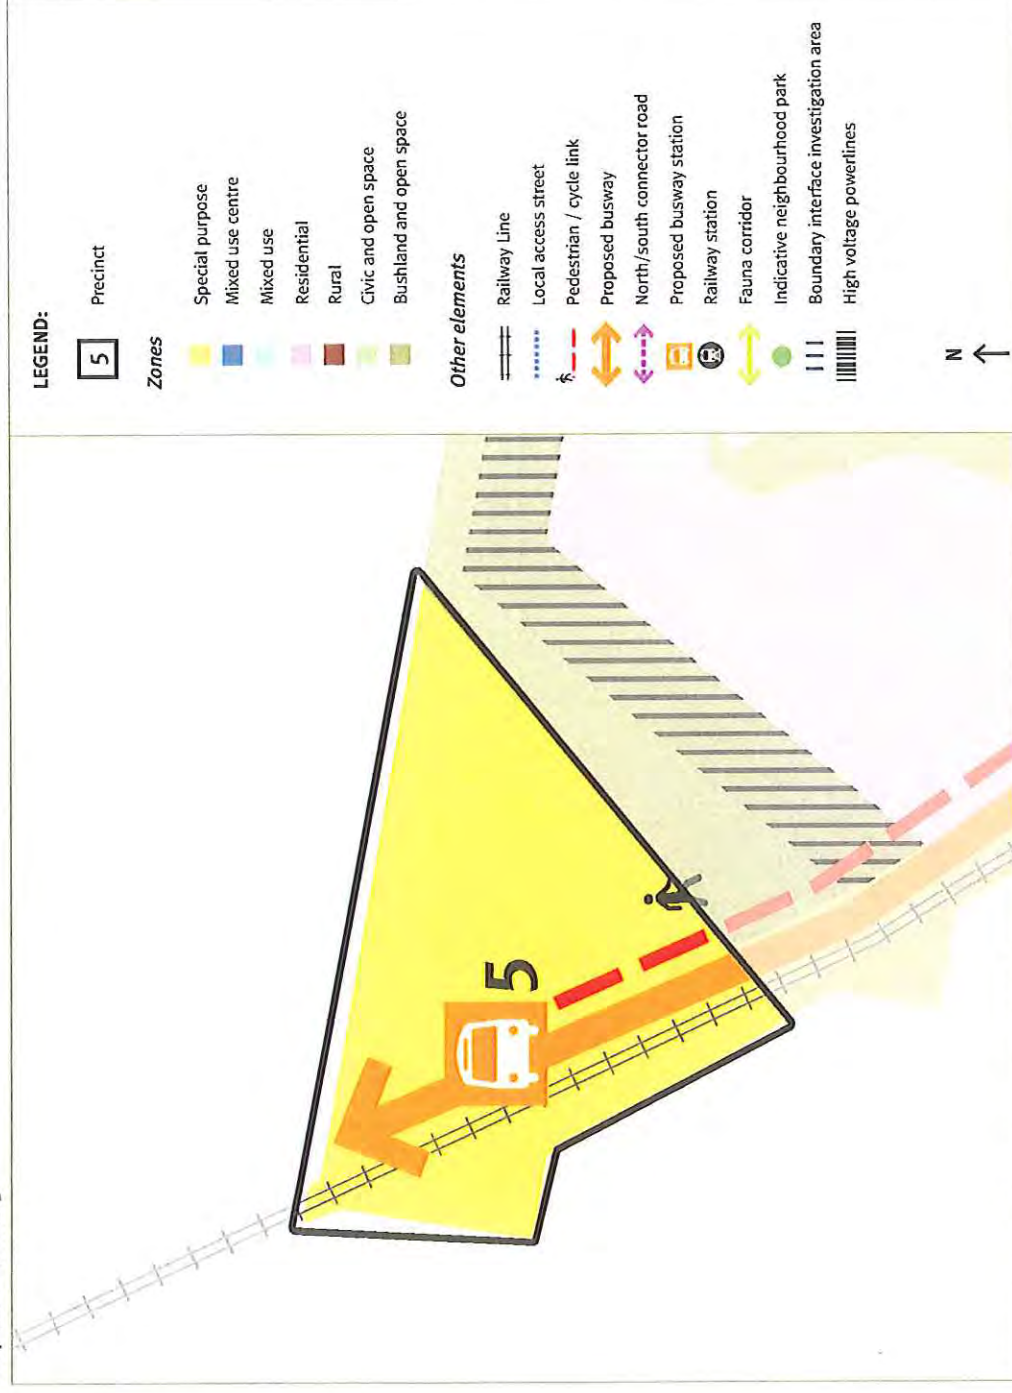 LEGEND:
5
Precinct
Zones
Special purpose
Mixed use centre
Mixed use
Residential
Rural
Civic and open space
Bushland and open space
Other elements
Railway Line
Local access street
Pedestrian / cycle link
Proposed busway
North/south connector road
Proposed busway station
Railway station
Fauna corridor
Indicative neighbourhood park
Boundary interface investigation area
High voltage powerlines
N
5